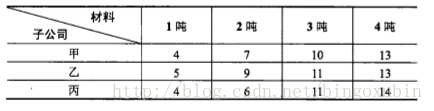 材料
子公司 1吨 2吨 3吨 4吨
甲 4 7 10 13
乙 5 9 11 13
丙 4 6 11 14
http://blog.csdn.net/bingoxubin